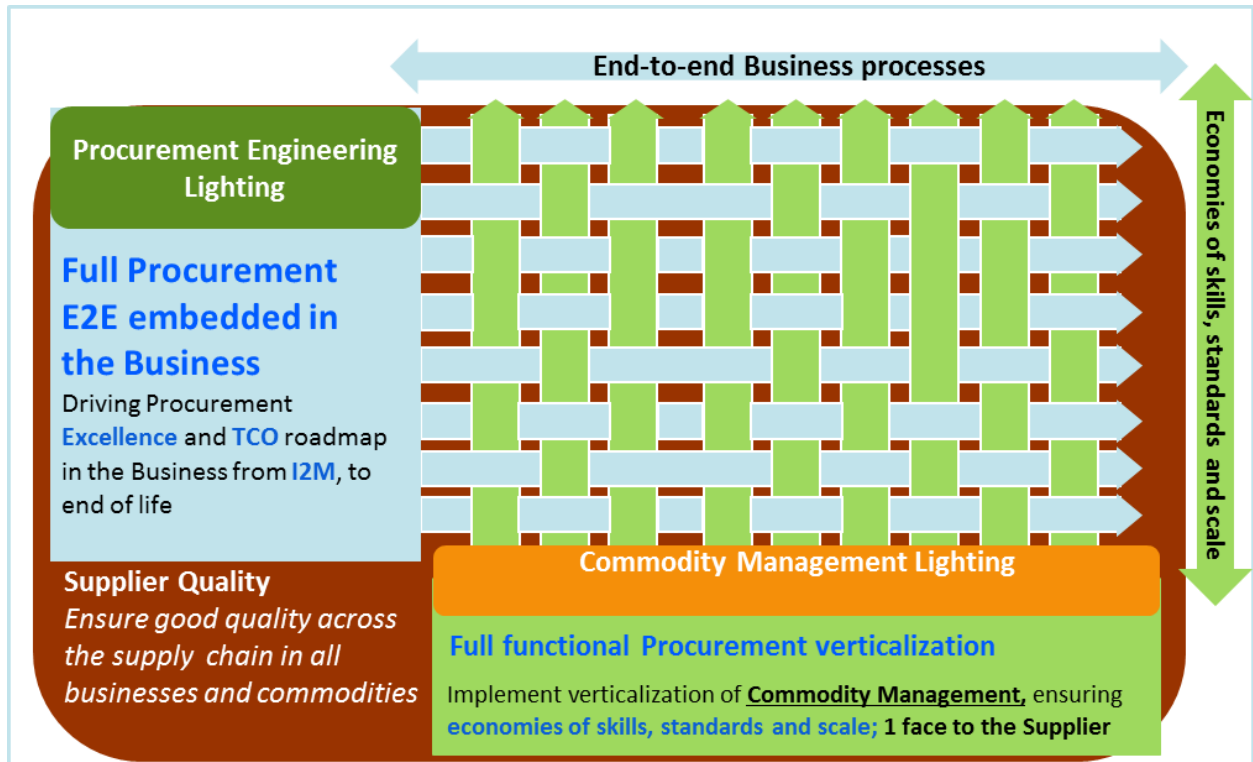 End-to-end Business processes
Procurement Engineering
Lighting
Full Procurement
E2E embedded in
the Business
Driving Procurement
Excellence and TCO roadmap
in the Business from I2M, to
end of life
Economies of skills, standards and scale
Supplier Quality
Ensure good quality across
the supply chain in all
businesses and commodities
Commodity Management Lighting
Full functional Procurement verticalization
Implement verticalization of Commodity Management, ensuring
economies of skills, standards and scale; 1 face to the Supplier